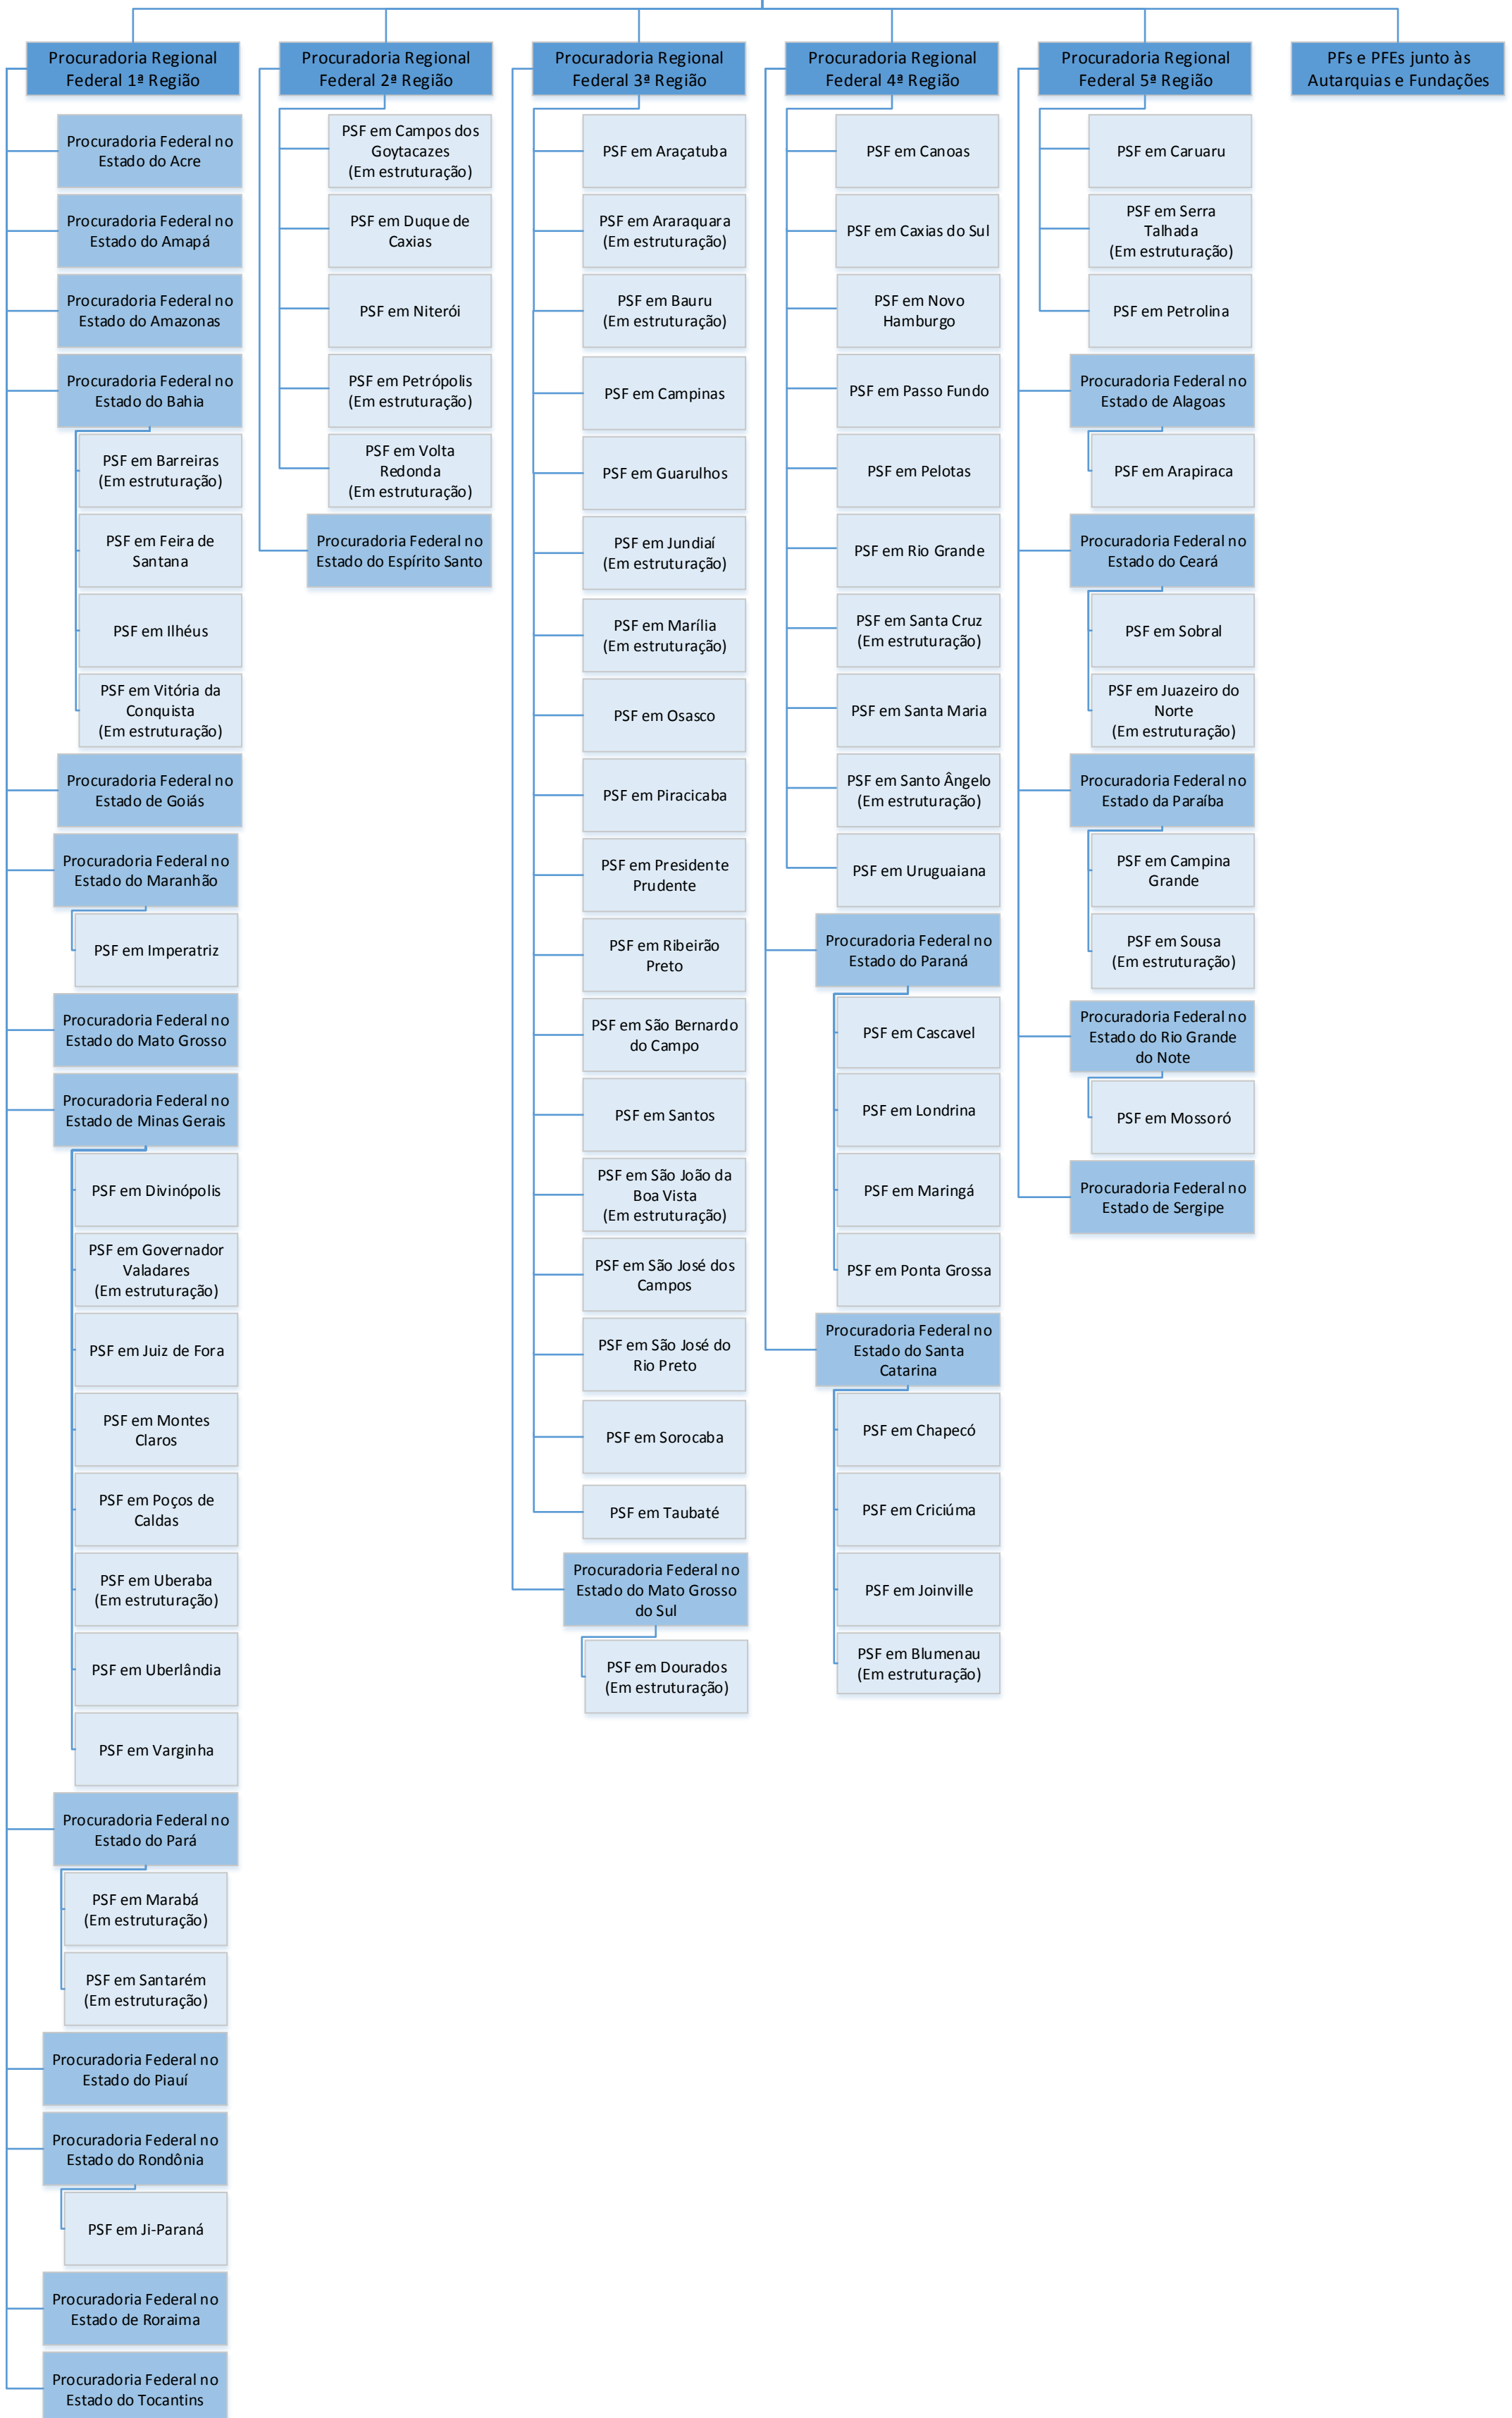 Procuradoria Regional
Federal 1ª Região
Procuradoria Federal no
Estado do Acre
Procuradoria Federal no
Estado do Amapá
Procuradoria Federal no
Estado do Amazonas
Procuradoria Federal no
Estado do Bahia
PSF em Barreiras
(Em estruturação)
PSF em Feira de
Santana
PSF em Ilhéus
PSF em Vitória da
Conquista
(Em estruturação)
Procuradoria Federal no
Estado de Goiás
Procuradoria Federal no
Estado do Maranhão
PSF em Imperatriz
Procuradoria Federal no
Estado do Mato Grosso
Procuradoria Federal no
Estado de Minas Gerais
PSF em Divinópolis
PSF em Governador
Valadares
(Em estruturação)
PSF em Juiz de Fora
PSF em Montes
Claros
PSF em Poços de
Caldas
PSF em Uberaba
(Em estruturação)
PSF em Uberlândia
PSF em Varginha
Procuradoria Federal no
Estado do Pará
PSF em Marabá
(Em estruturação)
PSF em Santarém
(Em estruturação)
Procuradoria Federal no
Estado do Piauí
Procuradoria Federal no
Estado do Rondônia
PSF em Ji-Paraná
Procuradoria Federal no
Estado de Roraima
Procuradoria Federal no
Estado do Tocantins
Procuradoria Regional
Federal 2ª Região
PSF em Campos dos
Goytacazes
(Em estruturação)
PSF em Duque de
Caxias
PSF em Niterói
PSF em Petrópolis
(Em estruturação)
PSF em Volta
Redonda
(Em estruturação)
Procuradoria Federal no
Estado do Espírito Santo
Procuradoria Regional
Federal 3ª Região
PSF em Araçatuba
PSF em Araraquara
(Em estruturação)
PSF em Bauru
(Em estruturação)
PSF em Campinas
PSF em Guarulhos
PSF em Jundiaí
(Em estruturação)
PSF em Marília
(Em estruturação)
PSF em Osasco
PSF em Piracicaba
PSF em Presidente
Prudente
PSF em Ribeirão
Preto
PSF em São Bernardo
do Campo
PSF em Santos
PSF em São João da
Boa Vista
(Em estruturação)
PSF em São José dos
Campos
PSF em São José do
Rio Preto
PSF em Sorocaba
PSF em Taubaté
Procuradoria Federal no
Estado do Mato Grosso
do Sul
PSF em Dourados
(Em estruturação)
Procuradoria Regional
Federal 4ª Região
PSF em Canoas
PSF em Caxias do Sul
PSF em Novo
Hamburgo
PSF em Passo Fundo
PSF em Pelotas
PSF em Rio Grande
PSF em Santa Cruz
(Em estruturação)
PSF em Santa Maria
PSF em Santo Ângelo
(Em estruturação)
PSF em Uruguaiana
Procuradoria Federal no
Estado do Paraná
PSF em Cascavel
PSF em Londrina
PSF em Maringá
PSF em Ponta Grossa
Procuradoria Federal no
Estado do Santa
Catarina
PSF em Chapecó
PSF em Criciúma
PSF em Joinville
PSF em Blumenau
(Em estruturação)
Procuradoria Regional
Federal 5ª Região
PSF em Caruaru
PSF em Serra
Talhada
(Em estruturação)
PSF em Petrolina
Procuradoria Federal no
Estado de Alagoas
PSF em Arapiraca
Procuradoria Federal no
Estado do Ceará
PSF em Sobral
PSF em Juazeiro do
Norte
(Em estruturação)
Procuradoria Federal no
Estado da Paraíba
PSF em Campina
Grande
PSF em Sousa
(Em estruturação)
Procuradoria Federal no
Estado do Rio Grande
do Note
PSF em Mossoró
Procuradoria Federal no
Estado de Sergipe
PFs e PFEs junto às
Autarquias e Fundações